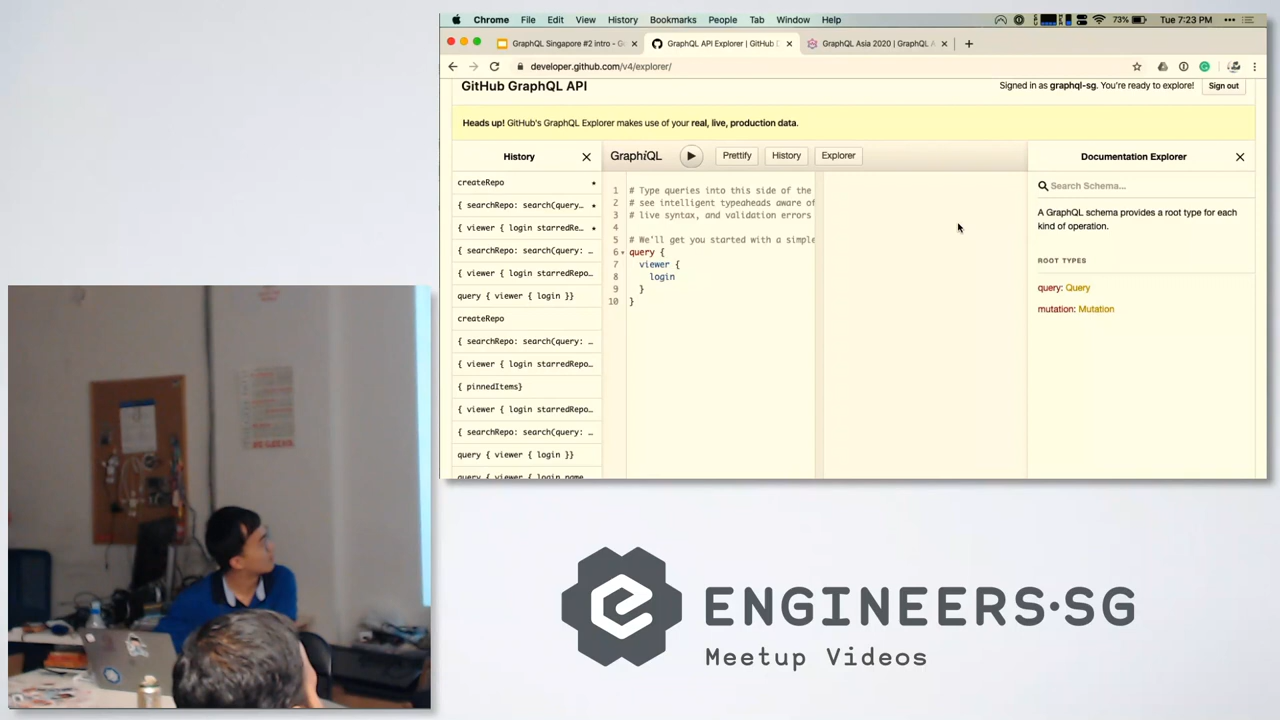 Chrome File Edit View History Bookmarks People Tab Window Help
73% Tue 7:23 PM
GraphQL Singapore #2 intro - Go
GraphQL API Explorer | GitHub D
GraphQL Asia 2020 | GraphQL A
developer.github.com/v4/explorer/
GitHub GraphQL API
Signed in as graphql-sg. You're ready to explore!
Sign out
Heads up! GitHub's GraphQL Explorer makes use of your real, live, production data.
History
GraphiQL
Prettify
History
Explorer
Documentation Explorer
createRepo
{ searchRepo: search(query…
{ viewer { login starredRe…
{ searchRepo: search(query: …
{ viewer { login starredRepo…
query { viewer { login }}
createRepo
{ searchRepo: search(query: …
{ viewer { login starredRepo…
{ pinnedItems}
{ viewer { login starredRepo…
{ searchRepo: search(query: …
query { viewer { login }}
query { viewer { login name
1 # Type queries into this side of the
2 # see intelligent typeaheads aware of
3 # live syntax, and validation errors
4
5 # We'll get you started with a simple
6 query {
7 viewer {
8 login
9 }
10 }
Search Schema...
A GraphQL schema provides a root type for each
kind of operation.
ROOT TYPES
query: Query
mutation: Mutation
ENGINEERS·SG
Meetup Videos